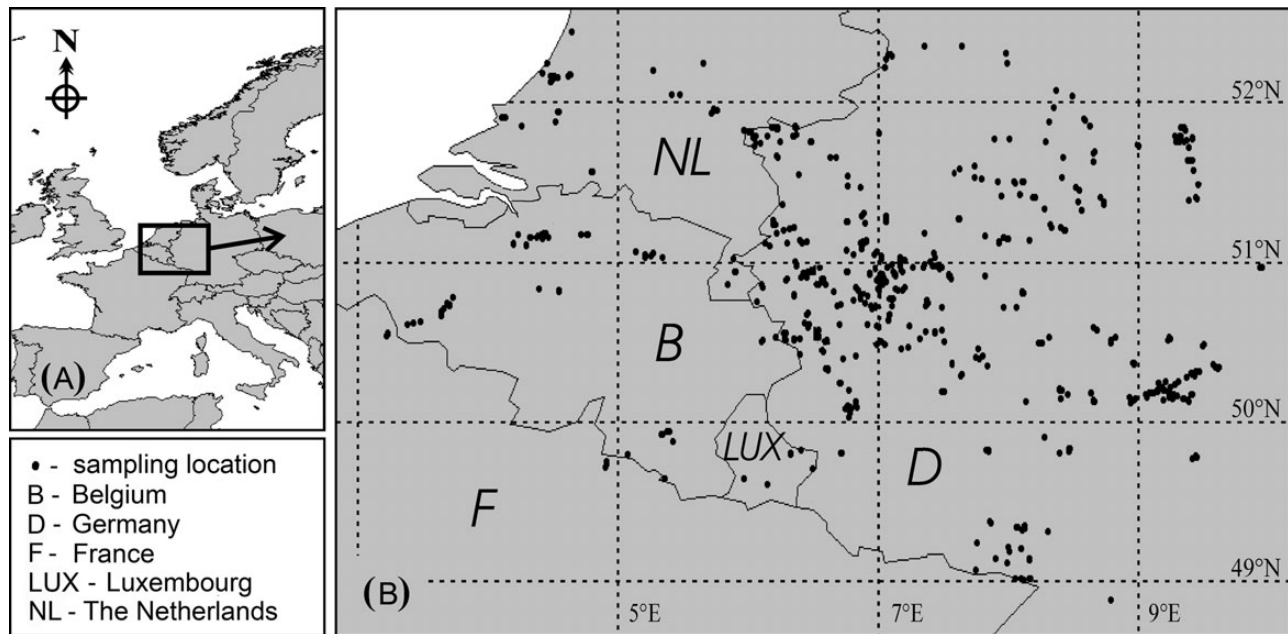 N
(A)
• - sampling location
B - Belgium
D - Germany
F - France
LUX - Luxembourg
NL - The Netherlands
52°N
NL
51°N
B
50°N
LUX
D
F
49°N
(B)
5°E
7°E
9°E